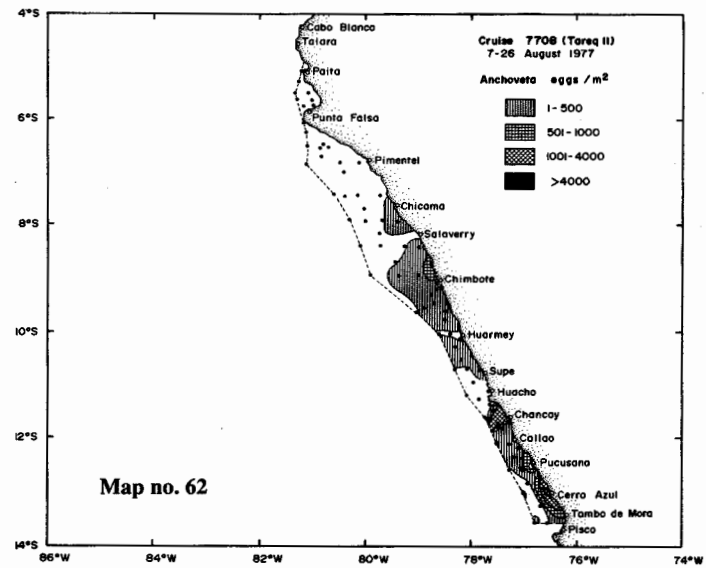 4°S
6°S
8°S
10°S
12°S
14°S
86°W
84°W
82°W
80°W
78°W
76°W
74°W
Cabo Blanco
Talara
Paita
Punta Falsa
Pimentel
Chicama
Salaverry
Chimbote
Huarmey
Supe
Huacho
Chancay
Callao
Pucusana
Cerro Azul
Tambo de Mora
Pisco
Cruise 7708 (Tareq II)
7-26 August 1977
Anchoveta eggs /m²
1-500
501-1000
1001-4000
>4000
Map no. 62